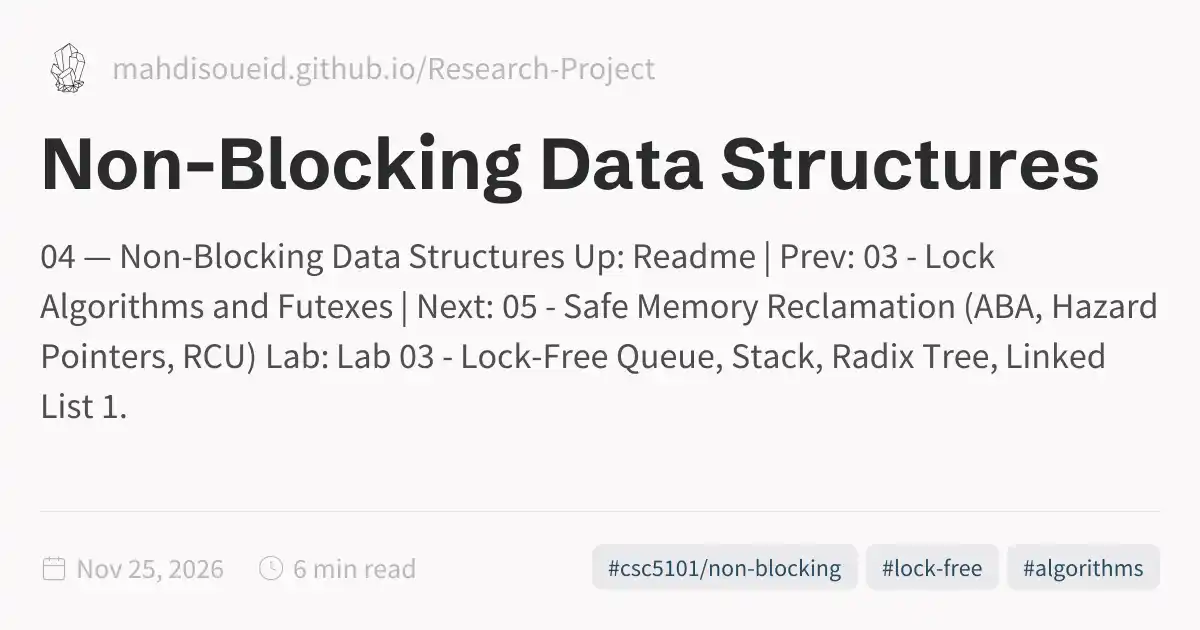 mahdisoueid.github.io/Research-Project
Non-Blocking Data Structures
04 — Non-Blocking Data Structures Up: Readme | Prev: 03 - Lock
Algorithms and Futexes | Next: 05 - Safe Memory Reclamation (ABA, Hazard
Pointers, RCU) Lab: Lab 03 - Lock-Free Queue, Stack, Radix Tree, Linked
List 1.
Nov 25, 2026 6 min read #csc5101/non-blocking #lock-free #algorithms